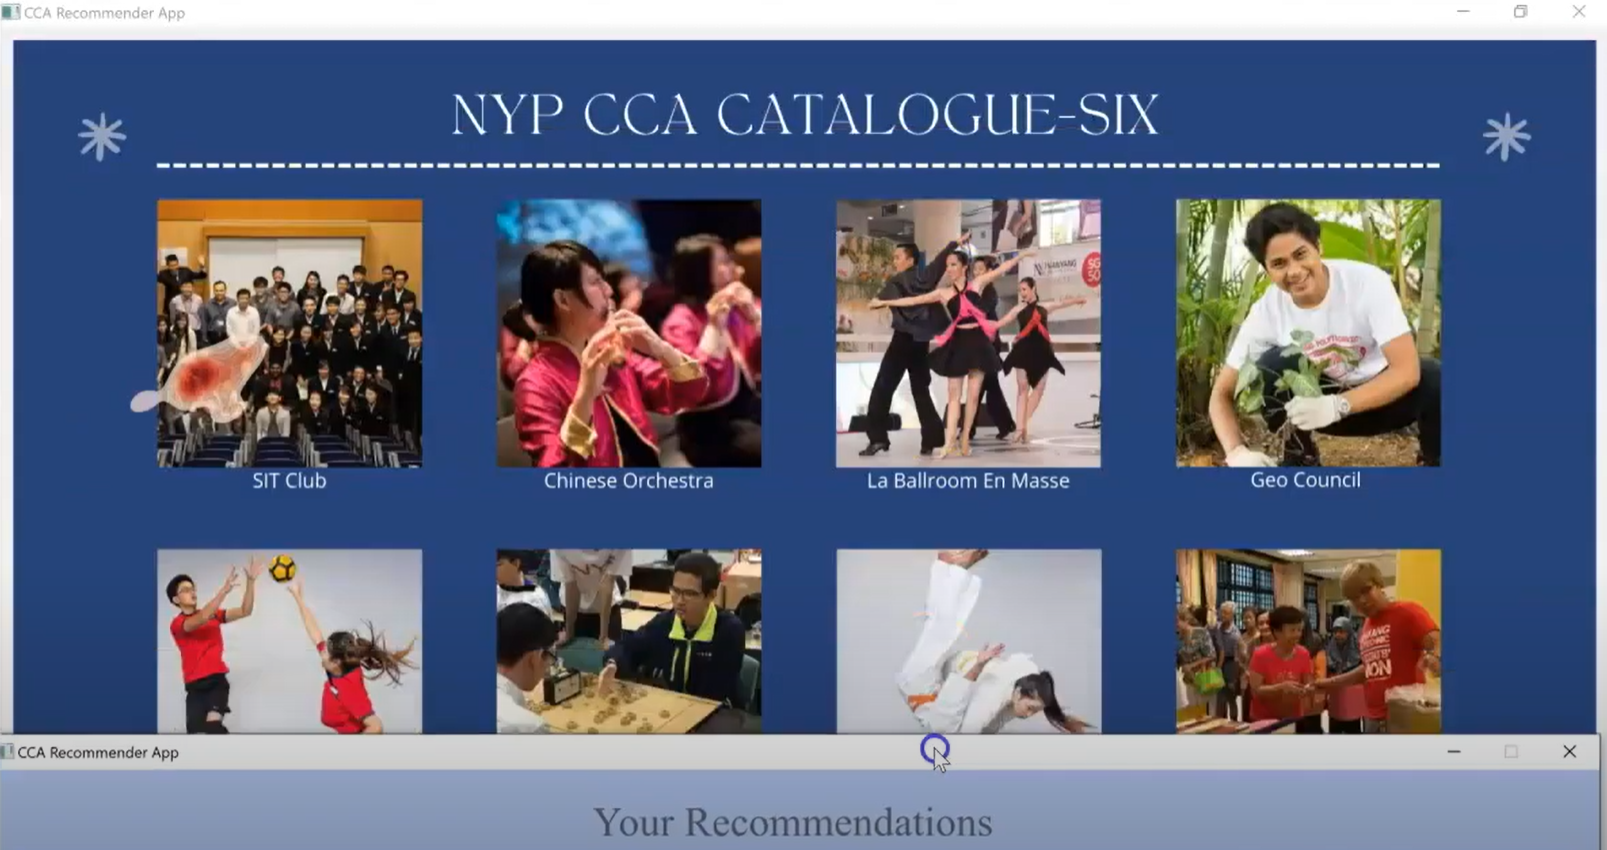 CCA Recommender App
NYP CCA CATALOGUE-SIX
SIT Club
Chinese Orchestra
La Ballroom En Masse
Geo Council
CCA Recommender App
Your Recommendations